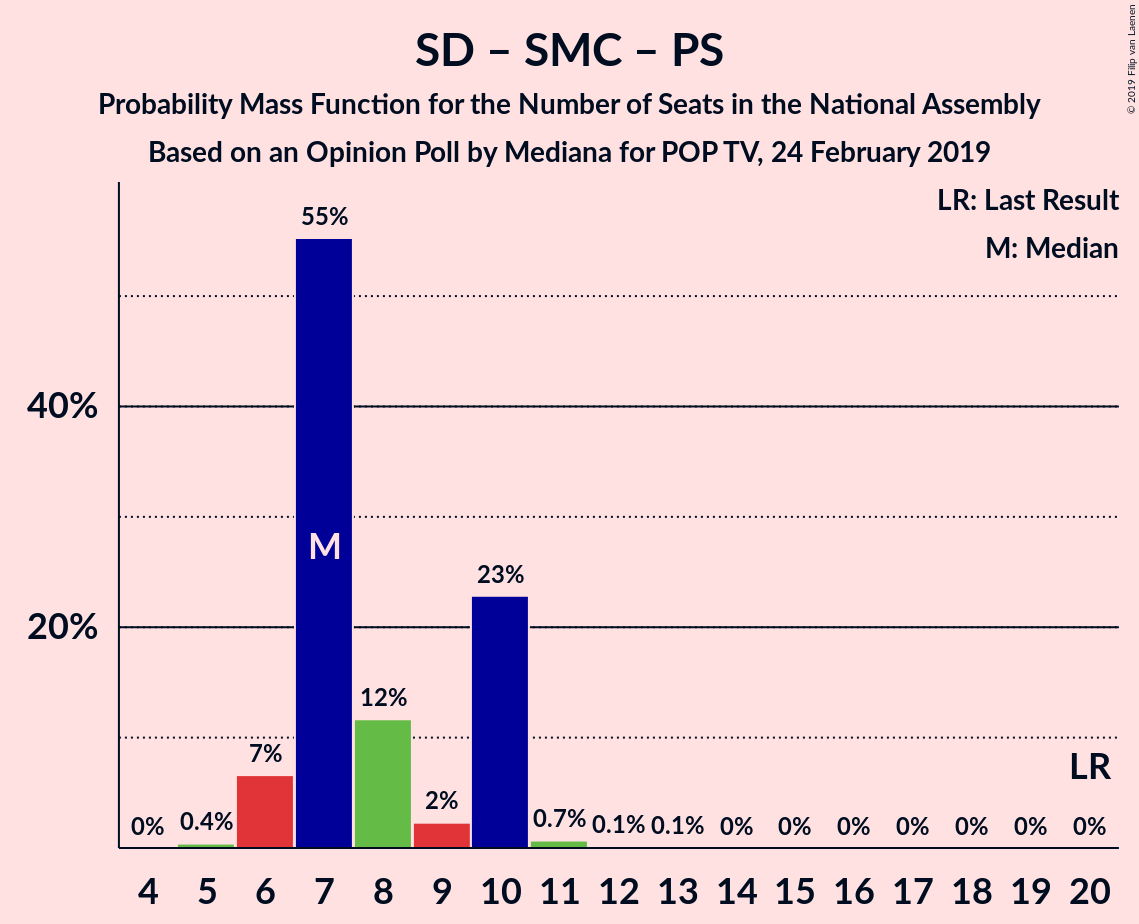 SD – SMC – PS
Probability Mass Function for the Number of Seats in the National Assembly
Based on an Opinion Poll by Mediana for POP TV, 24 February 2019
© 2019 Filip van Laenen
LR: Last Result
M: Median
55%
40%
M
23%
20%
12%
7%
LR
2%
0% 0.4% 0.7% 0.1% 0.1% 0% 0% 0% 0% 0% 0% 0%
4 5 6 7 8 9 10 11 12 13 14 15 16 17 18 19 20